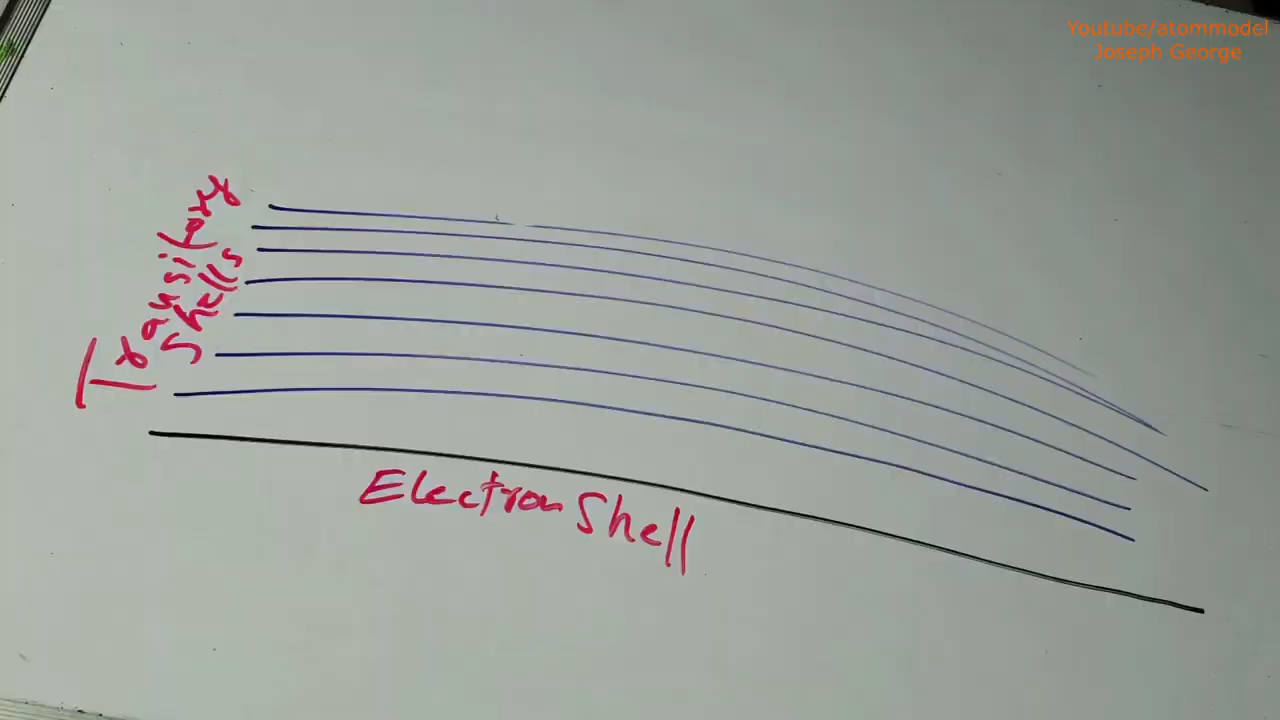 Youtube/atommodel
Joseph George
Transitory
Shells
Electron Shell